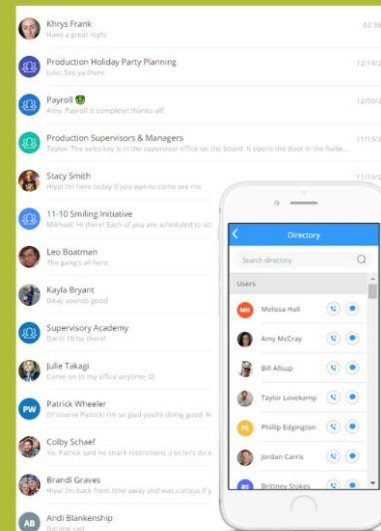 Khrys Frank
Have a great night
Production Holiday Party Planning
Julie: See ya there
12/14/2
Payroll
Amy: Payroll is complete! thanks all!
12/05/2
Production Supervisors & Managers
Taylor: The sales key is in the supervisor office on the board. It opens the door in the hallw...
11/15/2
Stacy Smith
Hiya! I'm here today if you wanna come see me
11/15/2
11-10 Smiling Initiative
Mikhael: Hi there! Each of you are scheduled to att
Leo Boatman
The gang's all here
Kayla Bryant
Okay sounds good
Supervisory Academy
I'll be there!
Julie Takagi
Come on to my office anytime :D
PW
Patrick Wheeler
Of course Patrick! I'm so glad you're doing good.
Colby Schaef
Yo. Patrick said no snack restrictions :) so let's do
Brandi Graves
Hiya! I'm back from time away and was curious if y
AB
Andi Blankenship
Directory
Search directory
Users
MH
Melissa Hall
Amy McCray
Bill Allsup
Taylor Lovekamp
PE
Phillip Edgington
Jordan Carris
BS
Brittney Stokes